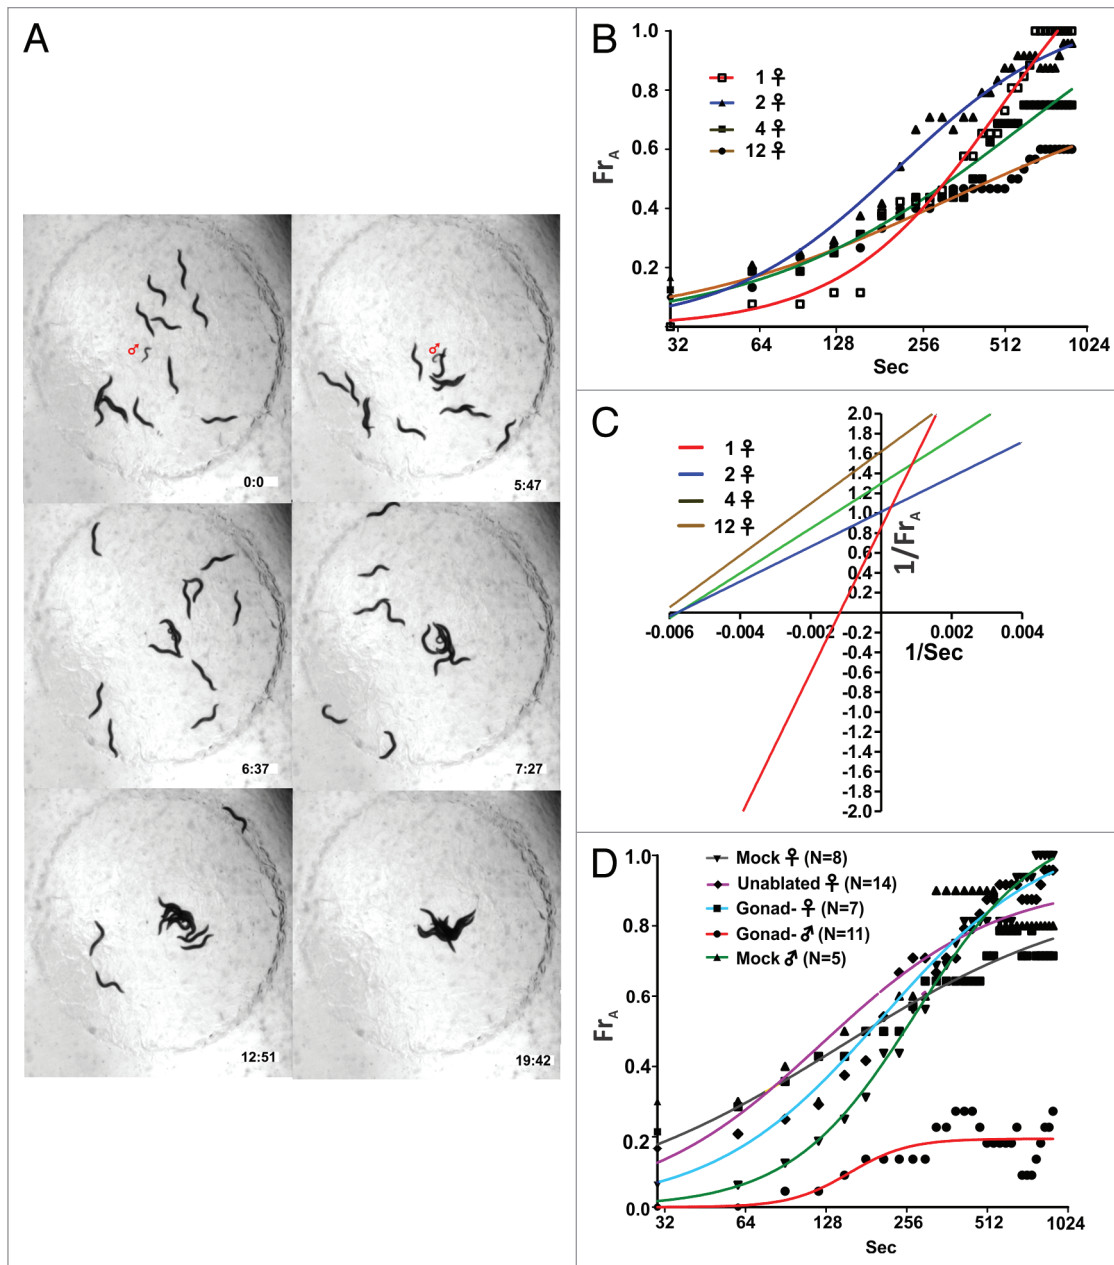 A
♂
0:0
♂
5:47
6:37
7:27
12:51
19:42
B
1 ♀
2 ♀
4 ♀
12 ♀
1.0
0.8
0.6
0.4
0.2
Fr_A
32 64 128 256 512 1024
Sec
C
1 ♀
2 ♀
4 ♀
12 ♀
2.0
1.8
1.6
1.4
1.2
1.0
0.8
0.6
0.4
0.2
-0.2
-0.4
-0.6
-0.8
-1.0
-1.2
-1.4
-1.6
-1.8
-2.0
1/Fr_A
-0.006 -0.004 -0.002 0.002 0.004
1/Sec
D
Mock ♀ (N=8)
Unablated ♀ (N=14)
Gonad- ♀ (N=7)
Gonad- ♂ (N=11)
Mock ♂ (N=5)
1.0
0.8
0.6
0.4
0.2
0.0
Fr_A
32 64 128 256 512 1024
Sec